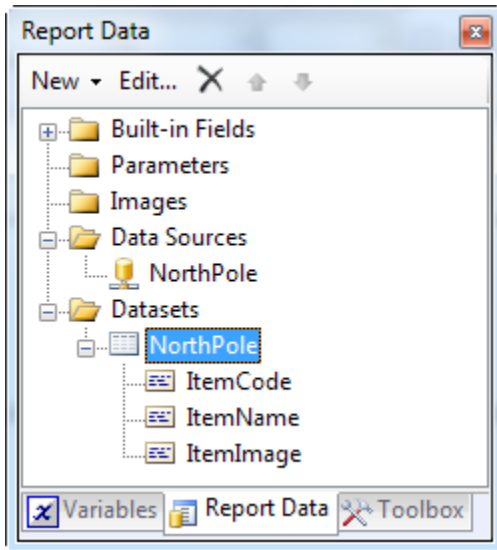 Report Data
New Edit...
Built-in Fields
Parameters
Images
Data Sources
NorthPole
Datasets
NorthPole
ItemCode
ItemName
ItemImage
Variables Report Data Toolbox